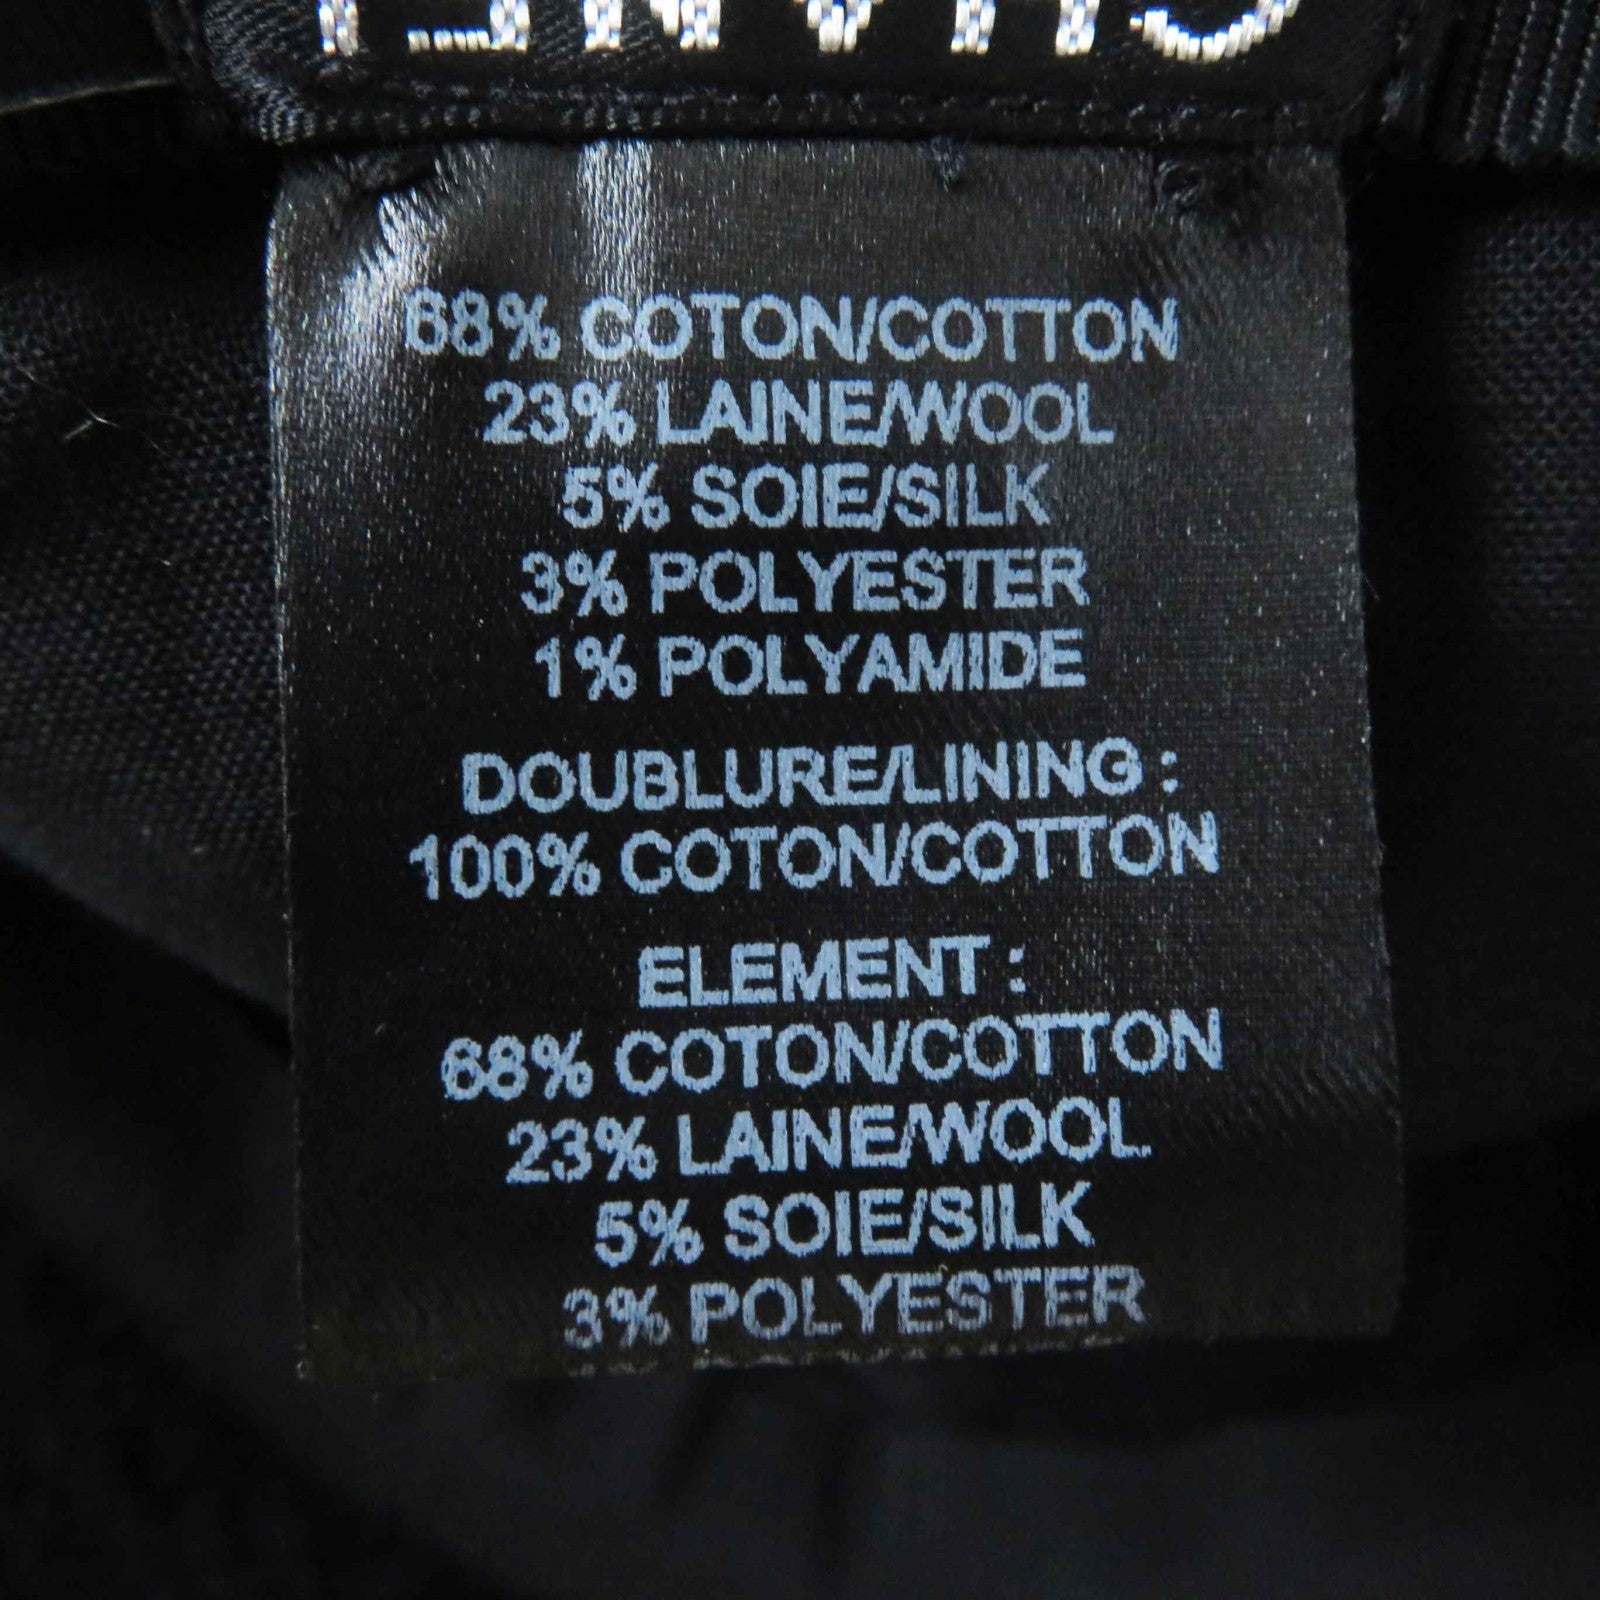 68% COTON/COTTON
23% LAINE/WOOL
5% SOIE/SILK
3% POLYESTER
1% POLYAMIDE
DOUBLURE/LINING :
100% COTON/COTTON
ELEMENT :
68% COTON/COTTON
23% LAINE/WOOL
5% SOIE/SILK
3% POLYESTER